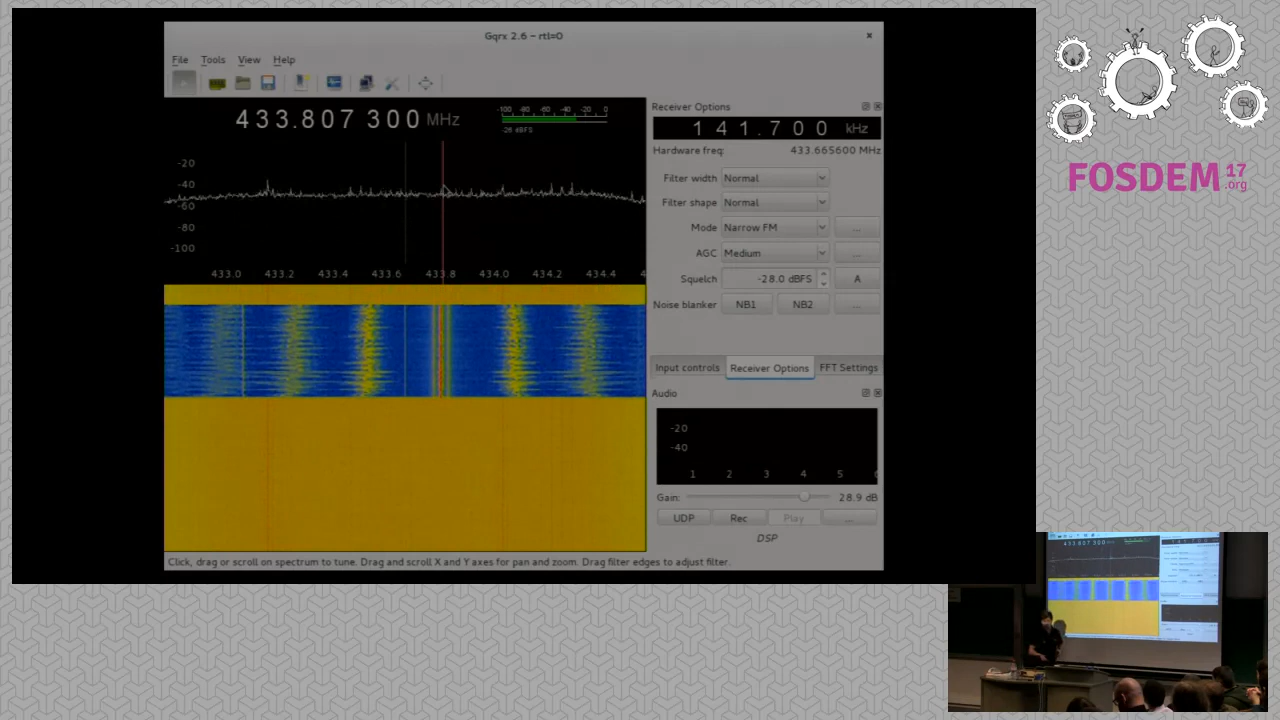 Gqrx 2.6 - rtl=0
File Tools View Help
433.807 300 MHz
-100 -80 -60 -40 -20 0
-26 dBFS
-20
-40
-60
-80
-100
433.0 433.2 433.4 433.6 433.8 434.0 434.2 434.4 4
Receiver Options
141.700 kHz
Hardware freq: 433.665600 MHz
Filter width Normal
Filter shape Normal
Mode Narrow FM ...
AGC Medium ...
Squelch -28.0 dBFS A
Noise blanker NB1 NB2 ...
Input controls Receiver Options FFT Settings
Audio
-20
-40
1 2 3 4 5
Gain: 28.9 dB
UDP Rec Play ...
DSP
Click, drag or scroll on spectrum to tune. Drag and scroll X and Y axes for pan and zoom. Drag filter edges to adjust filter.
FOSDEM 17
.org
433.807 300